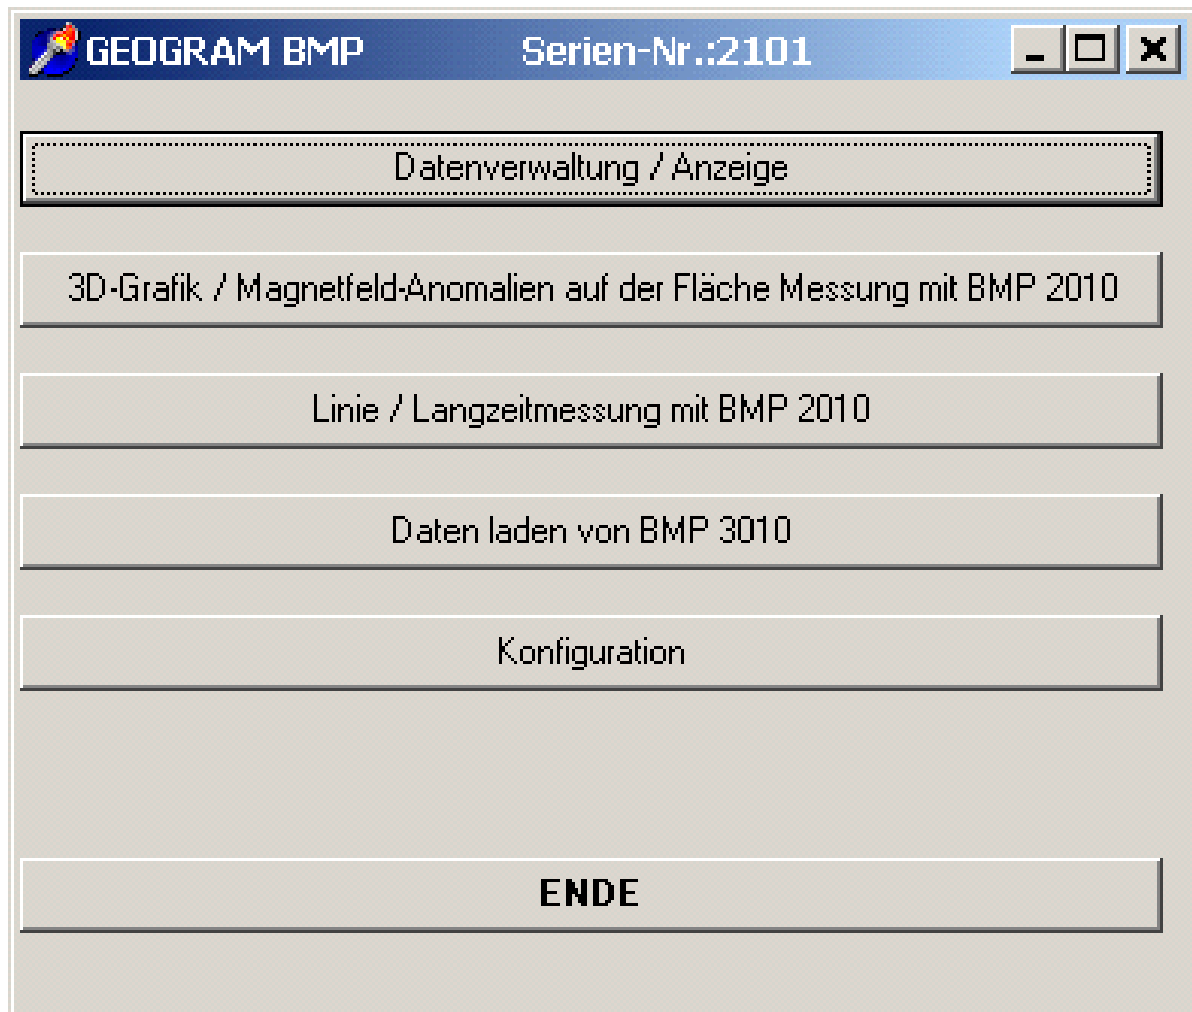 GEOGRAM BMP Serien-Nr.:2101
Datenverwaltung / Anzeige
3D-Grafik / Magnetfeld-Anomalien auf der Fläche Messung mit BMP 2010
Linie / Langzeitmessung mit BMP 2010
Daten laden von BMP 3010
Konfiguration
ENDE